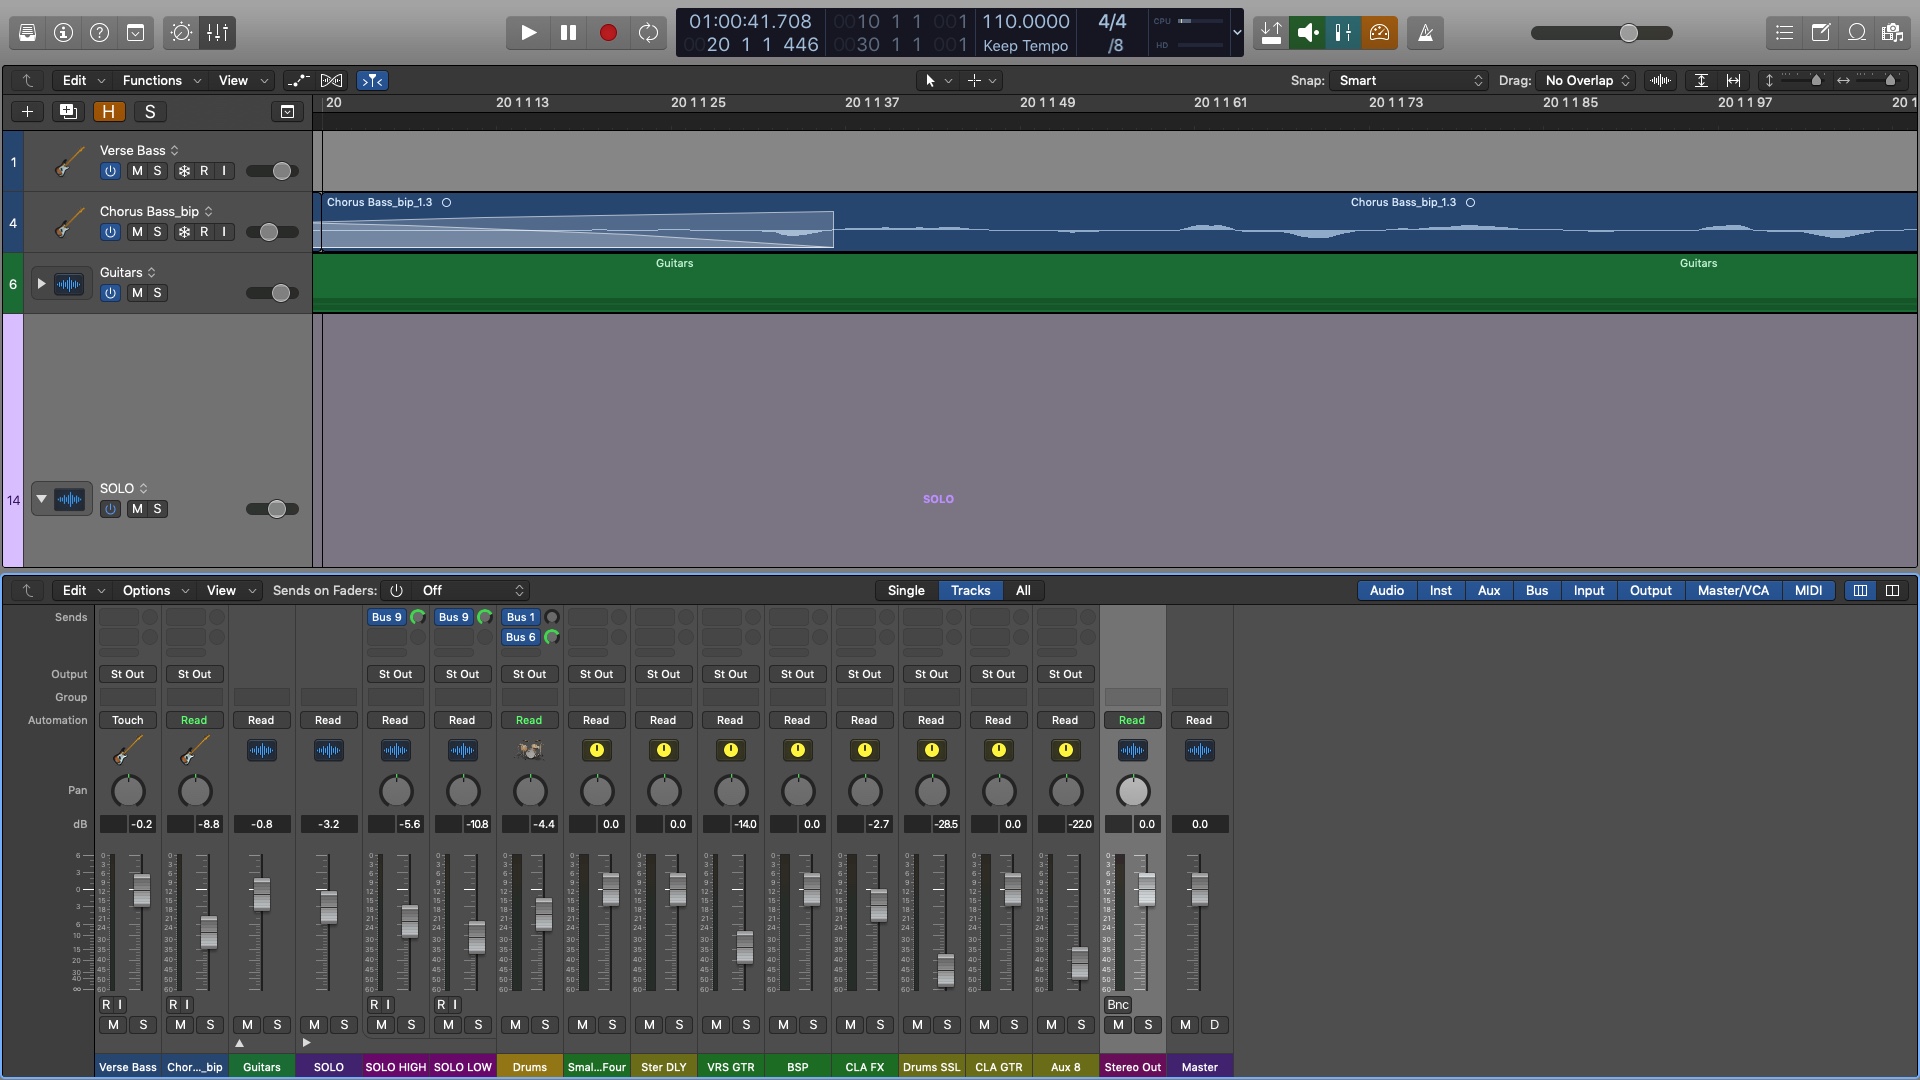 01:00:41.708 0010 1 1 001 110.0000 4/4 CPU
0020 1 1 446 0030 1 1 001 Keep Tempo /8 HD
Edit Functions View Snap: Smart Drag: No Overlap
H S
20 20 1 1 13 20 1 1 25 20 1 1 37 20 1 1 49 20 1 1 61 20 1 1 73 20 1 1 85 20 1 1 97 20 1
1 Verse Bass
M S R I
4 Chorus Bass_bip Chorus Bass_bip_1.3 Chorus Bass_bip_1.3
M S R I
6 Guitars Guitars Guitars
M S
14 SOLO SOLO
M S
Edit Options View Sends on Faders: Off Single Tracks All Audio Inst Aux Bus Input Output Master/VCA MIDI
Sends Bus 9 Bus 9 Bus 1
Bus 6
Output St Out St Out St Out St Out St Out St Out St Out St Out St Out St Out St Out St Out St Out
Group
Automation Touch Read Read Read Read Read Read Read Read Read Read Read Read Read Read Read Read
Pan
dB -0.2 -8.8 -0.8 -3.2 -5.6 -10.8 -4.4 0.0 0.0 -14.0 0.0 -2.7 -28.5 0.0 -22.0 0.0 0.0
R I R I R I R I Bnc
M S M S M S M S M S M S M S M S M S M S M S M S M S M S M S M S M D
Verse Bass Chor..._bip Guitars SOLO SOLO HIGH SOLO LOW Drums Smal...Four Ster DLY VRS GTR BSP CLA FX Drums SSL CLA GTR Aux 8 Stereo Out Master